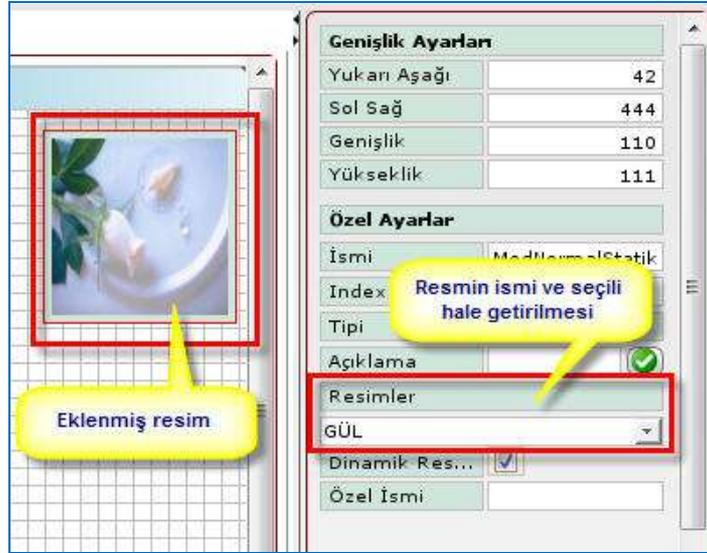 Genişlik Ayarları
Yukarı Aşağı 42
Sol Sağ 444
Genişlik 110
Yükseklik 111
Özel Ayarlar
İsmi
Index
Tipi
Açıklama
Resmin ismi ve seçili
hale getirilmesi
Resimler
GÜL
Dinamik Res...
Özel İsmi
Eklenmiş resim